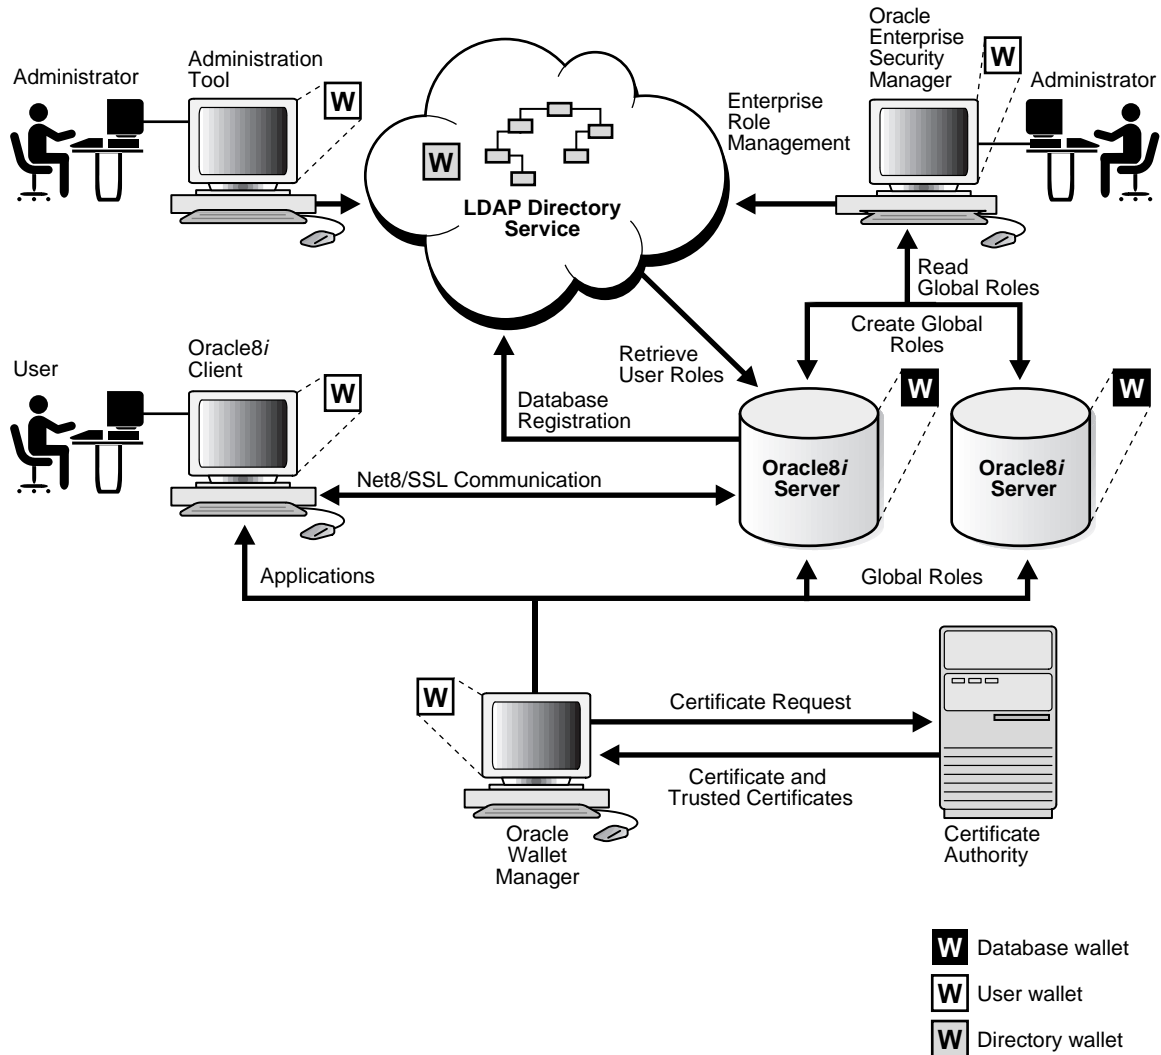 Administrator
Administration
Tool
W
W
LDAP Directory
Service
Enterprise
Role
Management
Oracle
Enterprise
Security
Manager
W
Administrator
Read
Global Roles
Create Global
Roles
Retrieve
User Roles
Database
Registration
User
Oracle8i
Client
W
W
W
Oracle8i
Server
Oracle8i
Server
Net8/SSL Communication
Applications
Global Roles
W
Certificate Request
Certificate and
Trusted Certificates
Oracle
Wallet
Manager
Certificate
Authority
W Database wallet
W User wallet
W Directory wallet